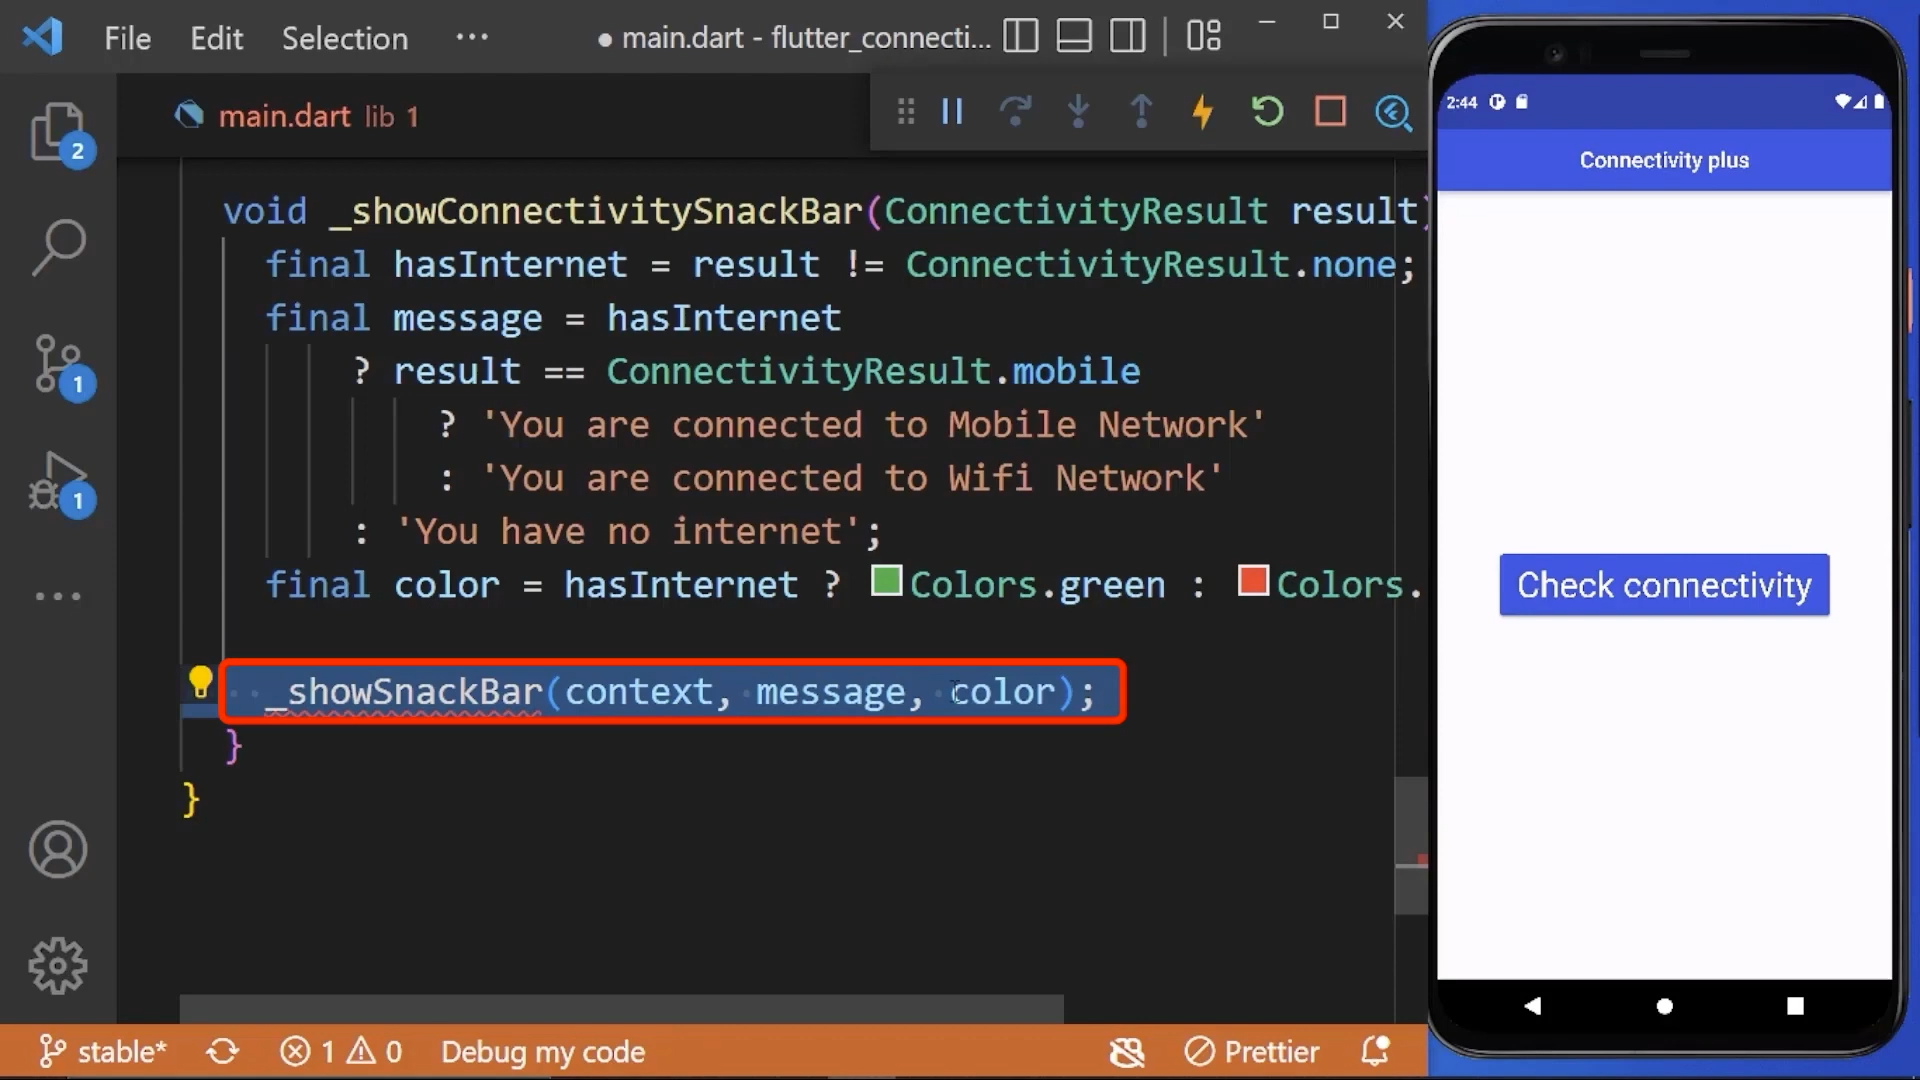 File Edit Selection ··· ● main.dart - flutter_connecti...
main.dart lib 1
2
1
1
void _showConnectivitySnackBar(ConnectivityResult result)
final hasInternet = result != ConnectivityResult.none;
final message = hasInternet
? result == ConnectivityResult.mobile
? 'You are connected to Mobile Network'
: 'You are connected to Wifi Network'
: 'You have no internet';
final color = hasInternet ? Colors.green : Colors.
_showSnackBar(context, message, color);
}
}
stable* 1 0 Debug my code Prettier
2:44
Connectivity plus
Check connectivity